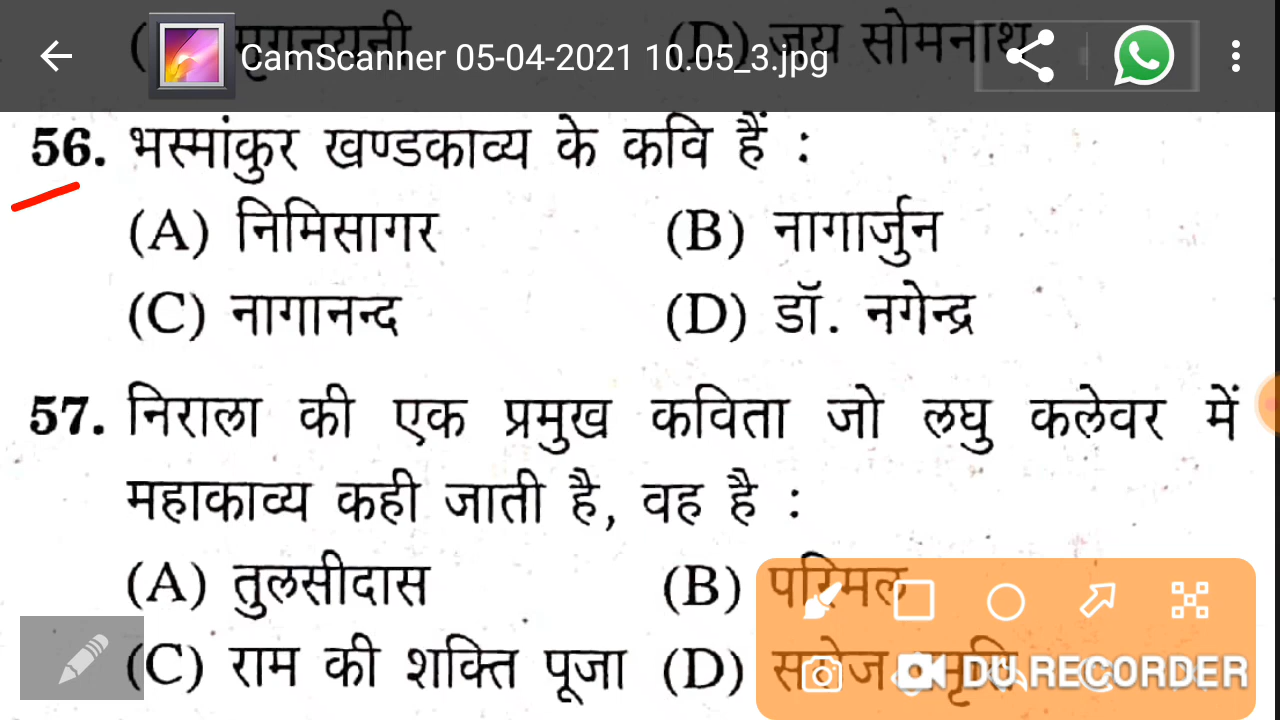 (D) जय सोमनाथ
CamScanner 05-04-2021 10.05_3.jpg
56. भस्मांकुर खण्डकाव्य के कवि हैं :
(A) निमिसागर (B) नागार्जुन
(C) नागानन्द (D) डॉ. नगेन्द्र
57. निराला की एक प्रमुख कविता जो लघु कलेवर में
महाकाव्य कही जाती है, वह है :
(A) तुलसीदास (B) परिमल
(C) राम की शक्ति पूजा (D)
DU RECORDER